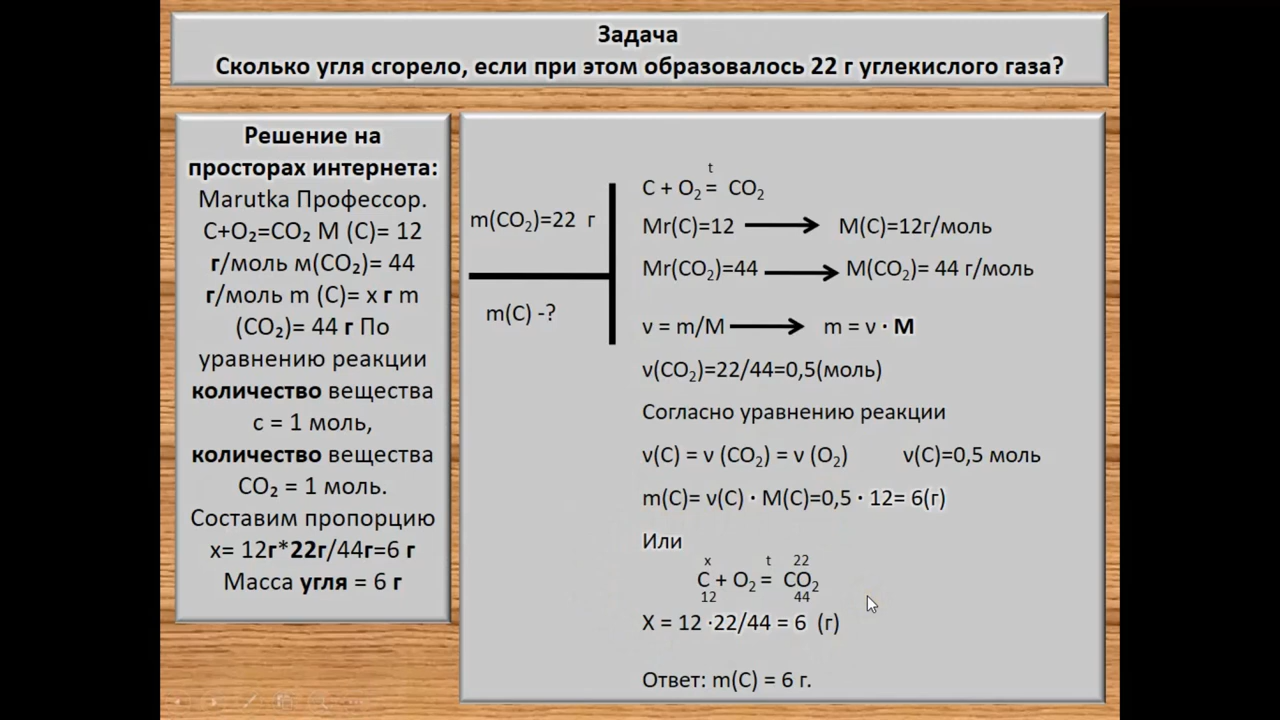 Задача
Сколько угля сгорело, если при этом образовалось 22 г углекислого газа?
Решение на
просторах интернета:
Marutka Профессор.
C+O₂=CO₂ М (С)= 12
г/моль м(СО₂)= 44
г/моль m (C)= x г m
(CO₂)= 44 г По
уравнению реакции
количество вещества
с = 1 моль,
количество вещества
СО₂ = 1 моль.
Составим пропорцию
х= 12г*22г/44г=6 г
Масса угля = 6 г
m(CO₂)=22 г
m(C) -?
t
C + O₂ = CO₂
Mr(C)=12 → M(C)=12г/моль
Mr(CO₂)=44 → M(CO₂)= 44 г/моль
ν = m/M → m = ν · M
ν(CO₂)=22/44=0,5(моль)
Согласно уравнению реакции
ν(C) = ν (CO₂) = ν (O₂) ν(C)=0,5 моль
m(C)= ν(C) · M(C)=0,5 · 12= 6(г)
Или
x t 22
C + O₂ = CO₂
12 44
X = 12 ·22/44 = 6 (г)
Ответ: m(C) = 6 г.